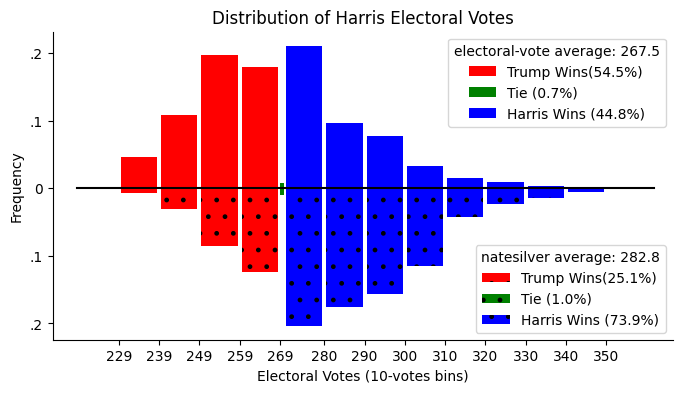 Distribution of Harris Electoral Votes
electoral-vote average: 267.5
Trump Wins(54.5%)
Tie (0.7%)
Harris Wins (44.8%)
.2
.1
0
.1
.2
Frequency
natesilver average: 282.8
Trump Wins(25.1%)
Tie (1.0%)
Harris Wins (73.9%)
229 239 249 259 269 280 290 300 310 320 330 340 350
Electoral Votes (10-votes bins)